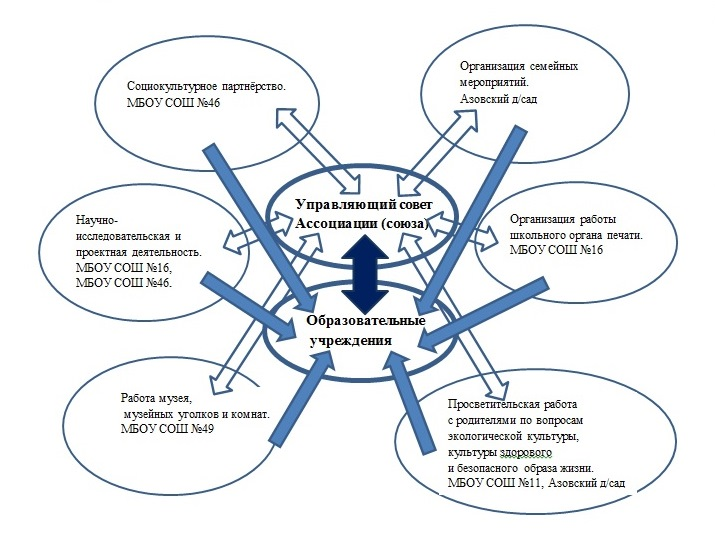 Социокультурное партнёрство.
МБОУ СОШ №46
Организация семейных
мероприятий.
Азовский д/сад
Управляющий совет
Ассоциации (союза)
Научно-
исследовательская и
проектная деятельность.
МБОУ СОШ №16,
МБОУ СОШ №46.
Организация работы
школьного органа печати.
МБОУ СОШ №16
Образовательные
учреждения
Работа музея,
музейных уголков и комнат.
МБОУ СОШ №49
Просветительская работа
с родителями по вопросам
экологической культуры,
культуры здорового
и безопасного образа жизни.
МБОУ СОШ №11, Азовский д/сад